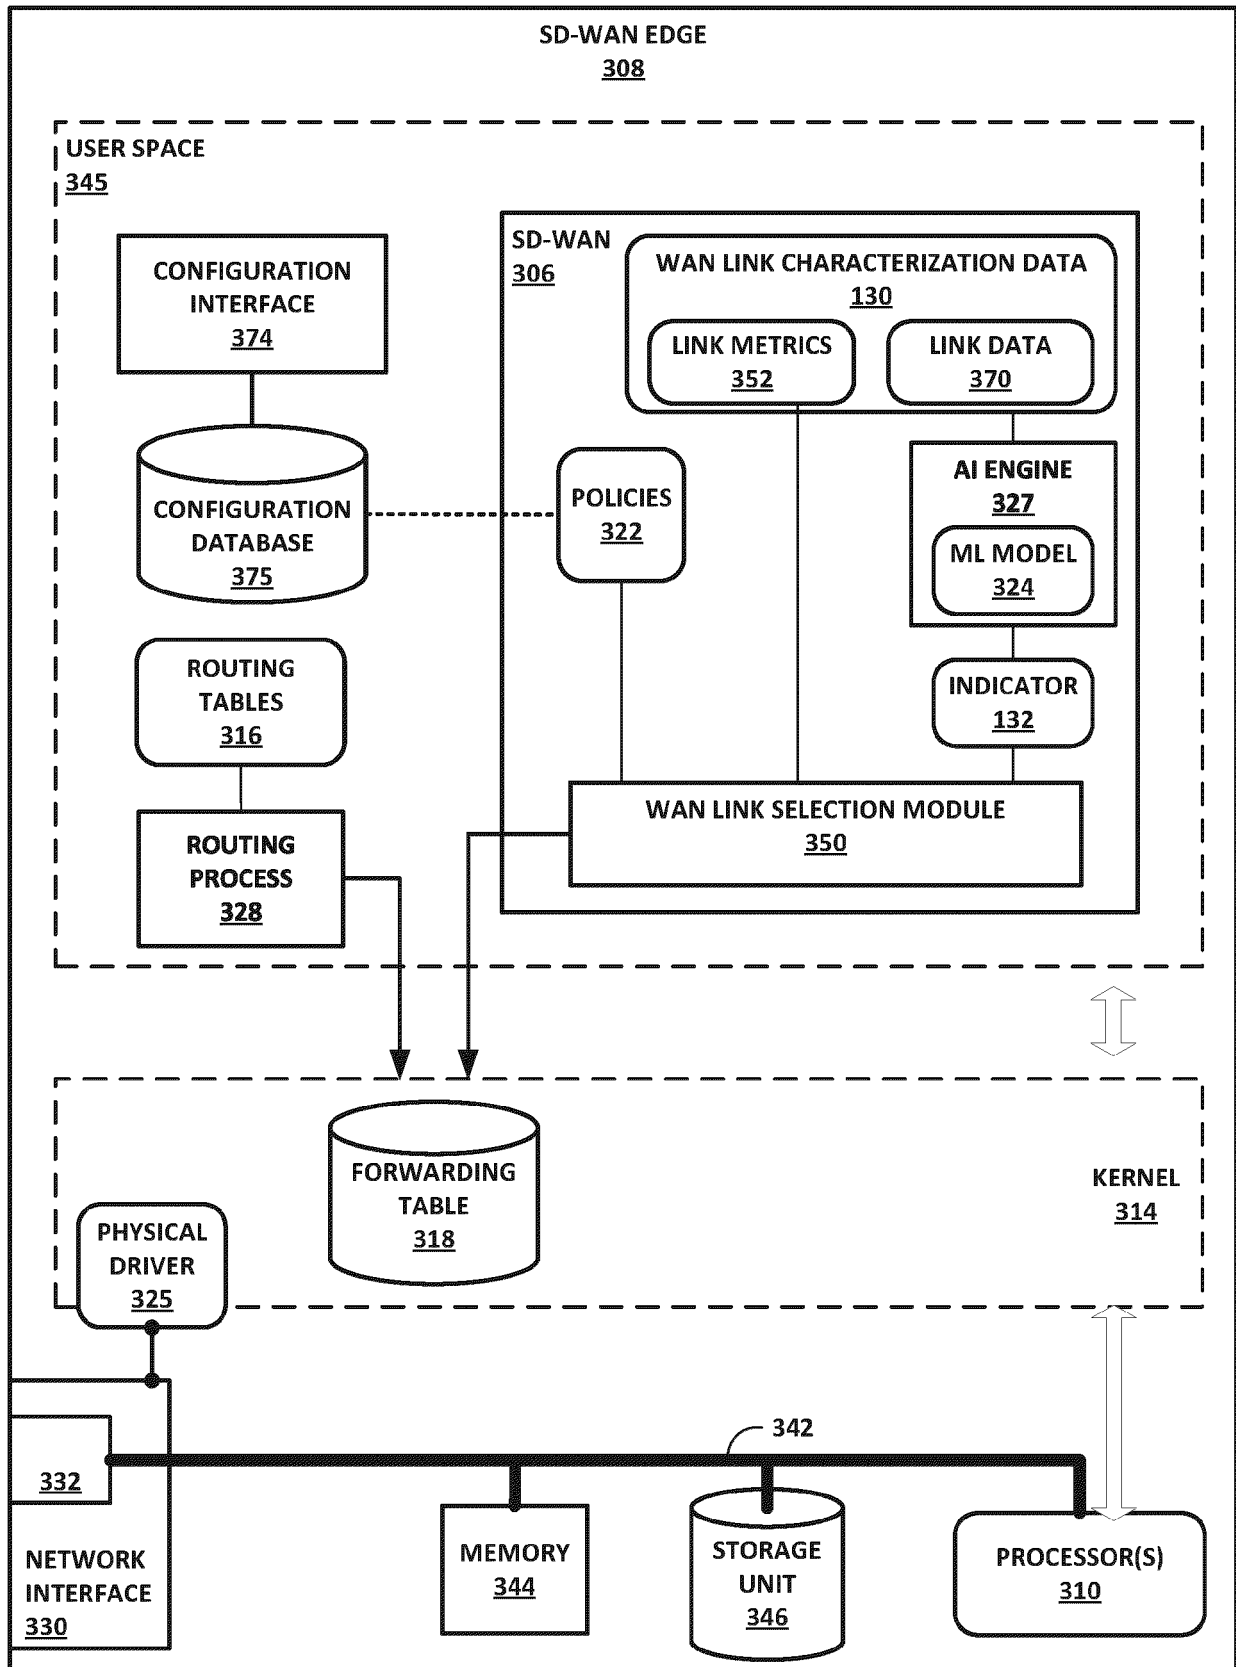 SD-WAN EDGE
308
USER SPACE
345
CONFIGURATION
INTERFACE
374
CONFIGURATION
DATABASE
375
ROUTING
TABLES
316
ROUTING
PROCESS
328
SD-WAN
306
WAN LINK CHARACTERIZATION DATA
130
LINK METRICS
352
LINK DATA
370
POLICIES
322
AI ENGINE
327
ML MODEL
324
INDICATOR
132
WAN LINK SELECTION MODULE
350
FORWARDING
TABLE
318
KERNEL
314
PHYSICAL
DRIVER
325
342
332
NETWORK
INTERFACE
330
MEMORY
344
STORAGE
UNIT
346
PROCESSOR(S)
310